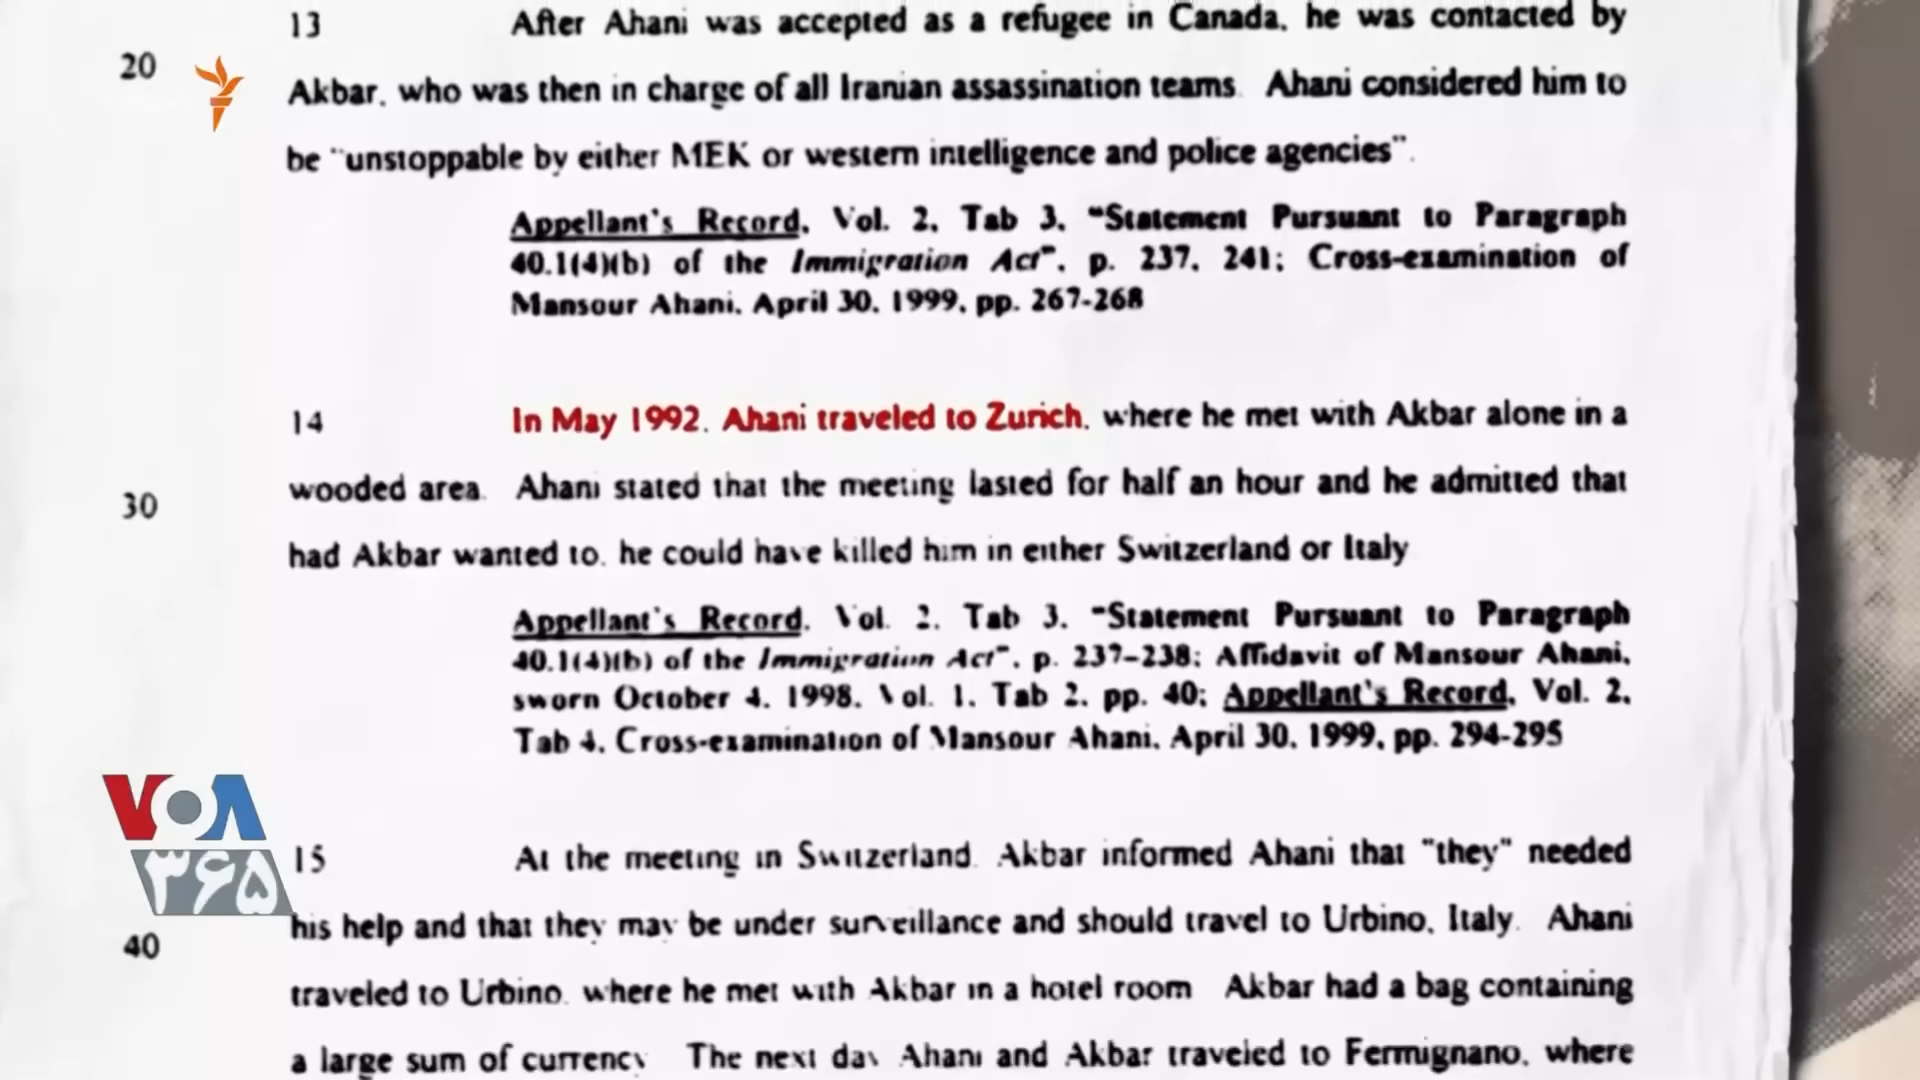 13 After Ahani was accepted as a refugee in Canada, he was contacted by
20
Akbar, who was then in charge of all Iranian assassination teams. Ahani considered him to
be "unstoppable by either MEK or western intelligence and police agencies".
Appellant's Record, Vol. 2, Tab 3, "Statement Pursuant to Paragraph
40.1(4)(b) of the Immigration Act", p. 237, 241; Cross-examination of
Mansour Ahani, April 30, 1999, pp. 267-268
14 In May 1992, Ahani traveled to Zurich, where he met with Akbar alone in a
wooded area. Ahani stated that the meeting lasted for half an hour and he admitted that
30
had Akbar wanted to, he could have killed him in either Switzerland or Italy
Appellant's Record, Vol. 2, Tab 3, "Statement Pursuant to Paragraph
40.1(4)(b) of the Immigration Act", p. 237-238; Affidavit of Mansour Ahani,
sworn October 4, 1998, Vol. 1, Tab 2, pp. 40; Appellant's Record, Vol. 2,
Tab 4, Cross-examination of Mansour Ahani, April 30, 1999, pp. 294-295
VOA
۳۶۵
15 At the meeting in Switzerland, Akbar informed Ahani that "they" needed
his help and that they may be under surveillance and should travel to Urbino, Italy. Ahani
40
traveled to Urbino, where he met with Akbar in a hotel room Akbar had a bag containing
a large sum of currency The next day Ahani and Akbar traveled to Fermignano, where